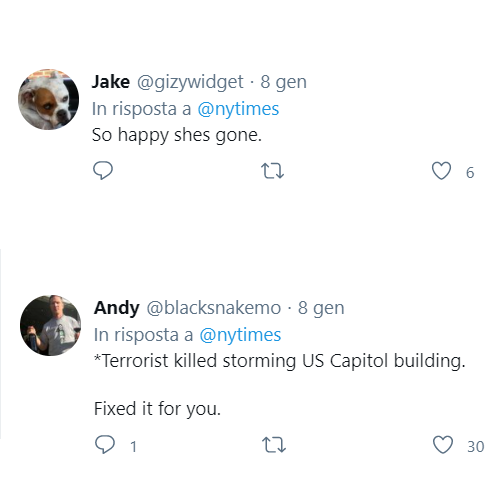 Jake @gizywidget · 8 gen
In risposta a @nytimes
So happy shes gone.
6
Andy @blacksnakemo · 8 gen
In risposta a @nytimes
*Terrorist killed storming US Capitol building.
Fixed it for you.
1 30